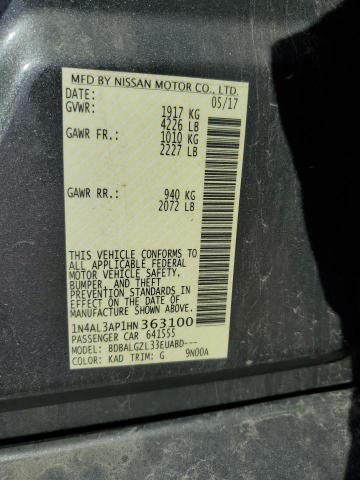 MFD BY NISSAN MOTOR CO., LTD.
DATE: 05/17
GVWR: 1917 KG
4226 LB
GAWR FR.: 1010 KG
2227 LB
GAWR RR.: 940 KG
2072 LB
THIS VEHICLE CONFORMS TO
ALL APPLICABLE FEDERAL
MOTOR VEHICLE SAFETY,
BUMPER, AND THEFT
PREVENTION STANDARDS IN
EFFECT ON THE DATE OF
MANUFACTURE SHOWN ABOVE.
1N4AL3AP1HN363100
PASSENGER CAR 641555
MODEL: BDBALGZL33EUABD---
COLOR: KAD TRIM: G 9N00A